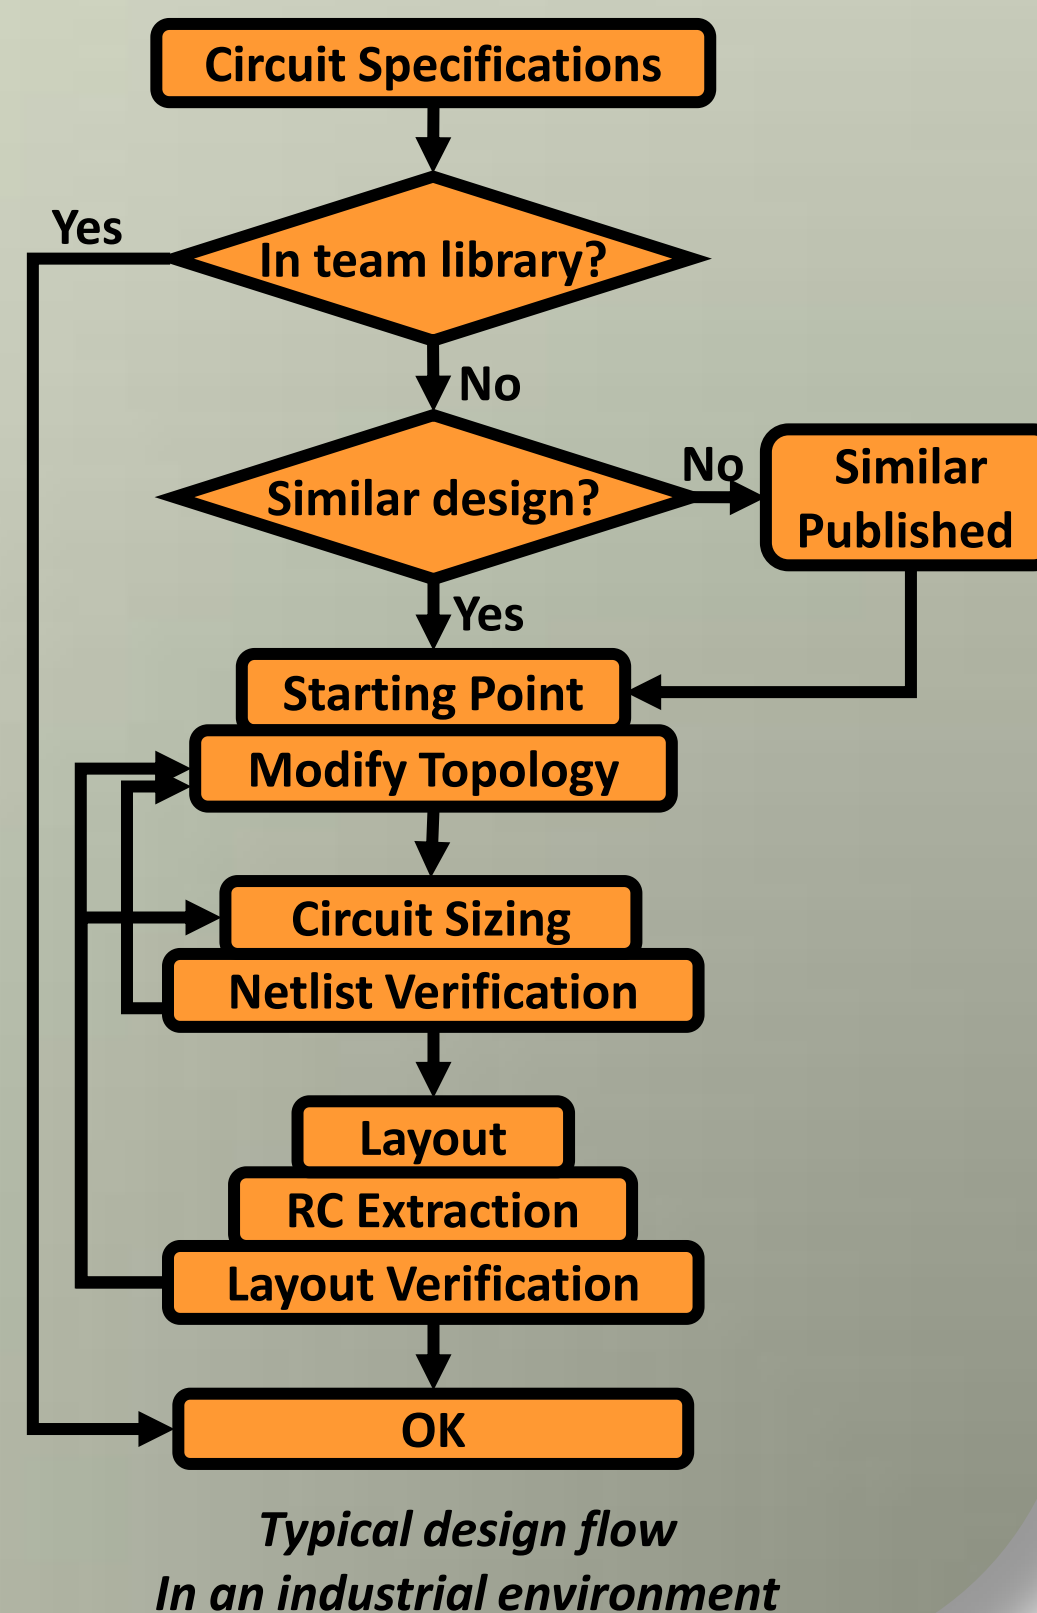 Circuit Specifications
Yes
In team library?
No
Similar design?
No
Similar
Published
Yes
Starting Point
Modify Topology
Circuit Sizing
Netlist Verification
Layout
RC Extraction
Layout Verification
OK
Typical design flow
In an industrial environment